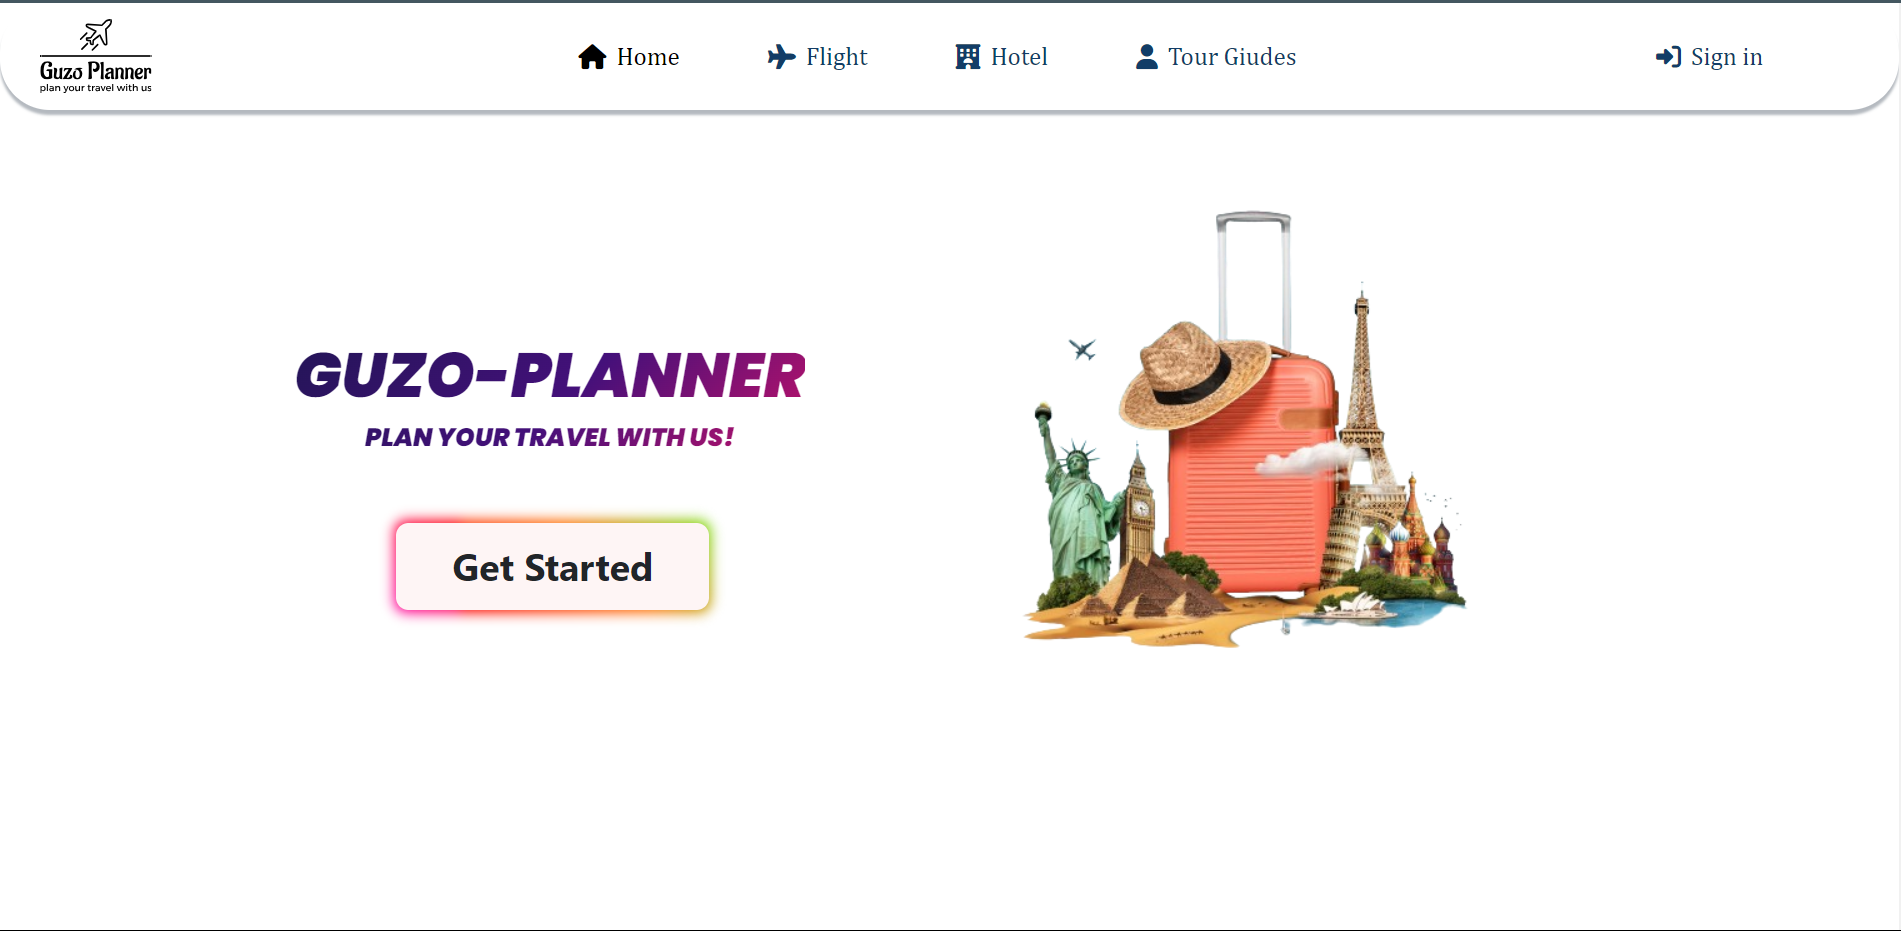 Guzo Planner
plan your travel with us
Home
Flight
Hotel
Tour Giudes
Sign in
GUZO-PLANNER
PLAN YOUR TRAVEL WITH US!
Get Started